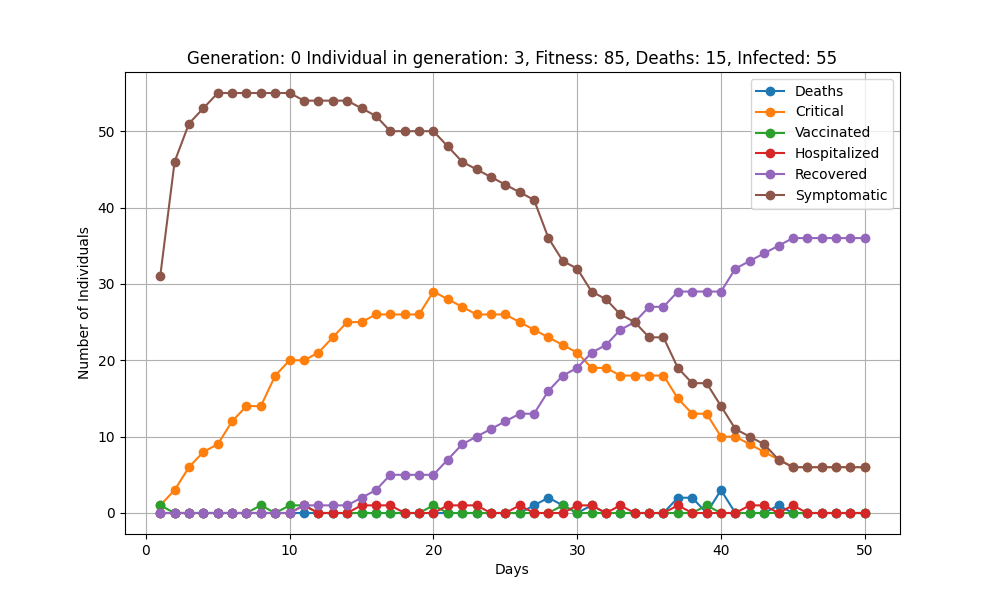 Generation: 0 Individual in generation: 3, Fitness: 85, Deaths: 15, Infected: 55
Deaths
Critical
Vaccinated
Hospitalized
Recovered
Symptomatic
Number of Individuals
50
40
30
20
10
0
0 10 20 30 40 50
Days